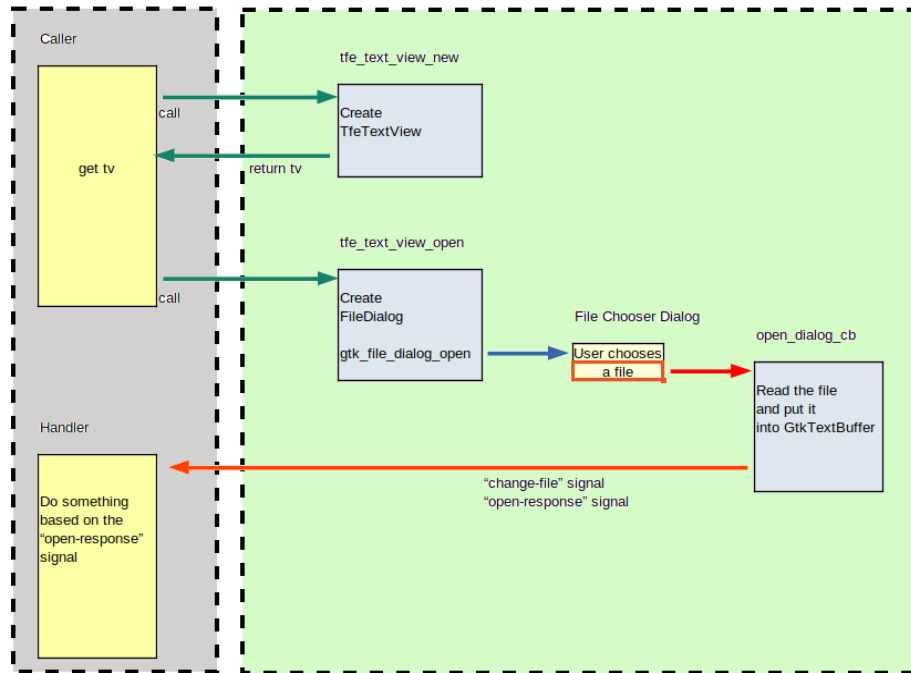 Caller
tfe_text_view_new
call
Create
TfeTextView
get tv
return tv
tfe_text_view_open
call
Create
FileDialog
gtk_file_dialog_open
File Chooser Dialog
User chooses
a file
open_dialog_cb
Read the file
and put it
into GtkTextBuffer
Handler
“change-file” signal
“open-response” signal
Do something
based on the
“open-response”
signal